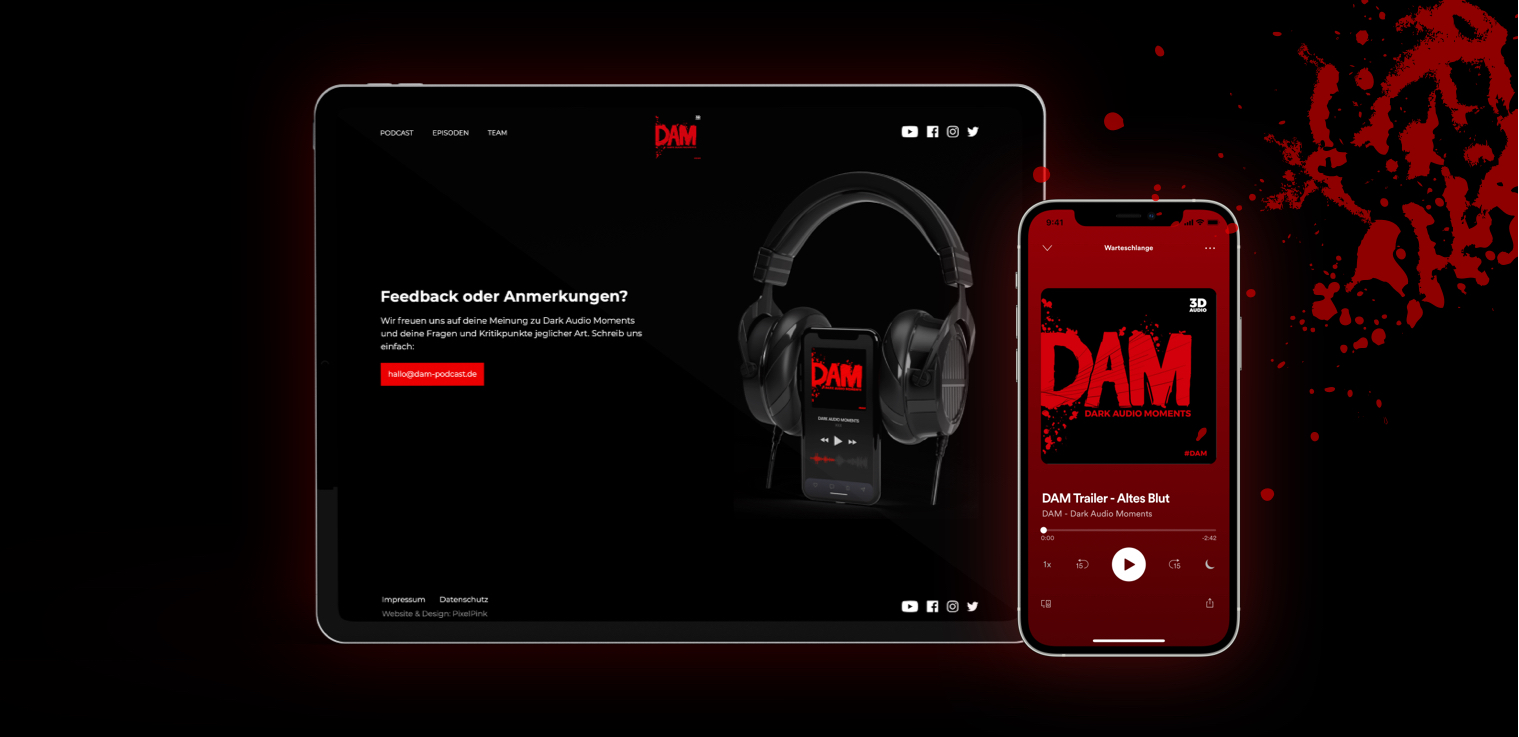 PODCAST EPISODEN TEAM
DAM
Feedback oder Anmerkungen?
Wir freuen uns auf deine Meinung zu Dark Audio Moments
und deine Fragen und Kritikpunkte jeglicher Art. Schreib uns
einfach:
hallo@dam-podcast.de
DAM
DARK AUDIO MOMENTS
Impressum Datenschutz
Website & Design: PixelPink
9:41
Warteschlange
3D
AUDIO
DAM
DARK AUDIO MOMENTS
#DAM
DAM Trailer - Altes Blut
DAM - Dark Audio Moments
0:00 -2:42
1x 15 15